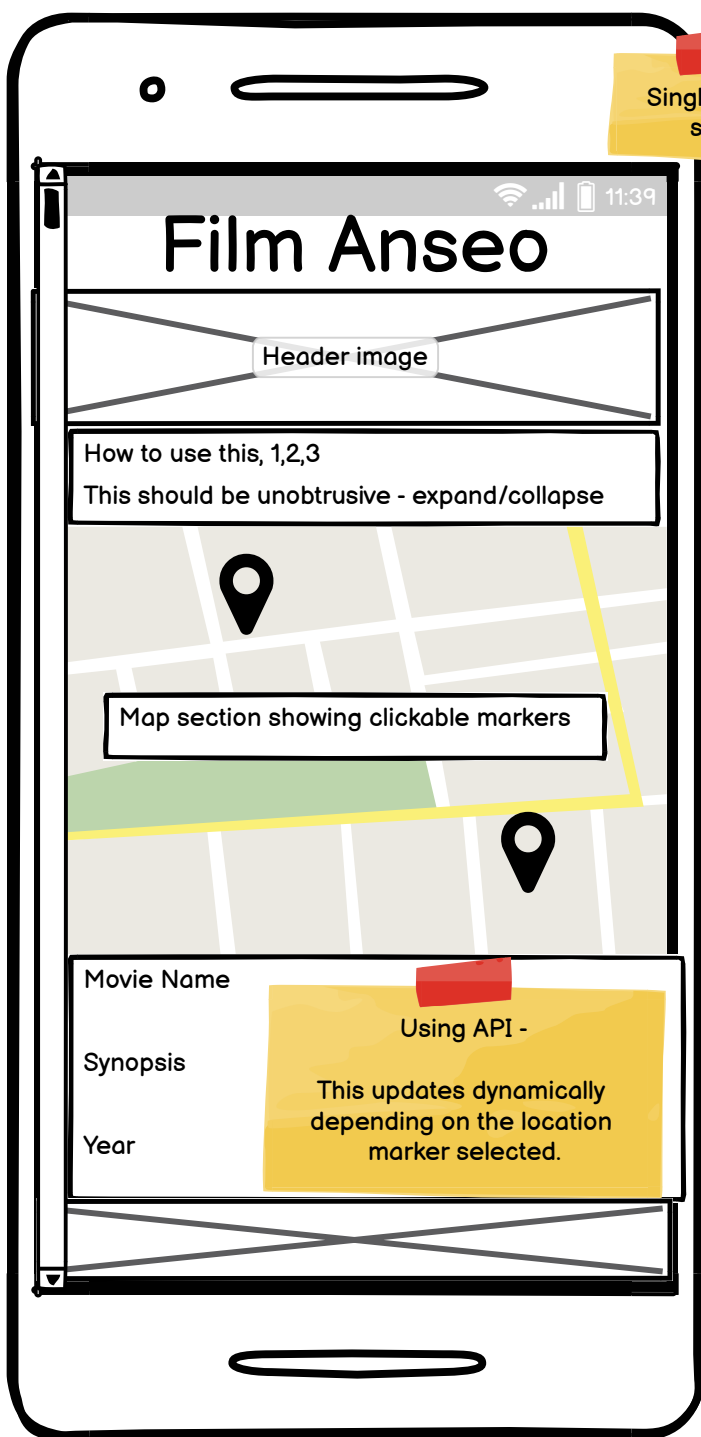 11:39
Film Anseo
Header image
How to use this, 1,2,3
This should be unobtrusive - expand/collapse
Map section showing clickable markers
Movie Name
Using API -
Synopsis
This updates dynamically
depending on the location
marker selected.
Year